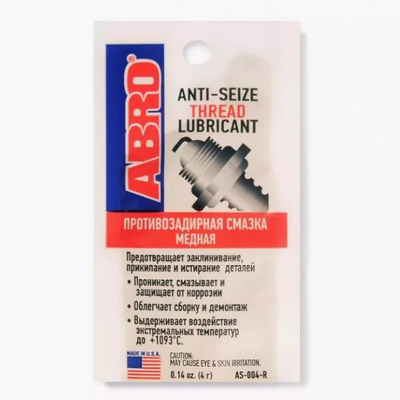 ABRO®
ANTI-SEIZE
THREAD
LUBRICANT
ПРОТИВОЗАДИРНАЯ СМАЗКА
МЕДНАЯ
Предотвращает заклинивание,
прикипание и истирание деталей
• Проникает, смазывает и
защищает от коррозии
• Облегчает сборку и демонтаж
• Выдерживает воздействие
экстремальных температур
до +1093°С.
MADE IN U.S.A.
CAUTION:
MAY CAUSE EYE & SKIN IRRITATION.
0.14 oz. (4 г)
AS-004-R